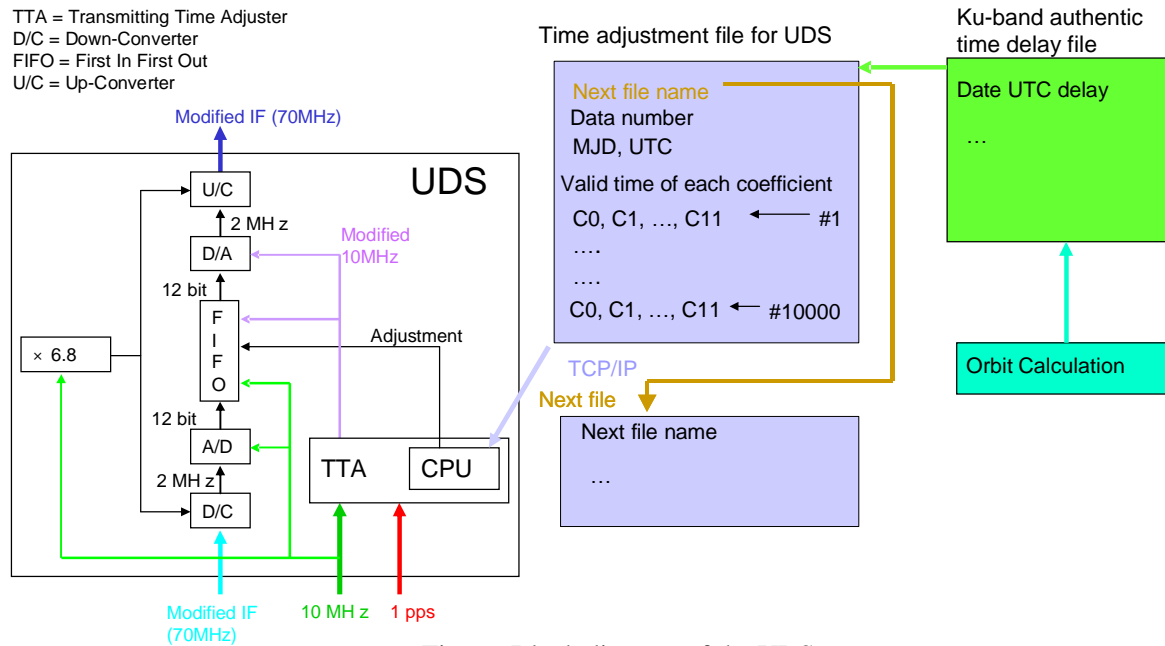 TTA = Transmitting Time Adjuster
D/C = Down-Converter
FIFO = First In First Out
U/C = Up-Converter
Modified IF (70MHz)
UDS
U/C
2 MH z
D/A
Modified
10MHz
12 bit
F
I
F
O
Adjustment
× 6.8
12 bit
A/D
2 MH z
D/C
TTA
CPU
Modified IF
(70MHz)
10 MH z
1 pps
Time adjustment file for UDS
Next file name
Data number
MJD, UTC
Valid time of each coefficient
C0, C1, …, C11
#1
….
….
C0, C1, …, C11
#10000
TCP/IP
Next file
Next file name
…
Ku-band authentic
time delay file
Date UTC delay
…
Orbit Calculation